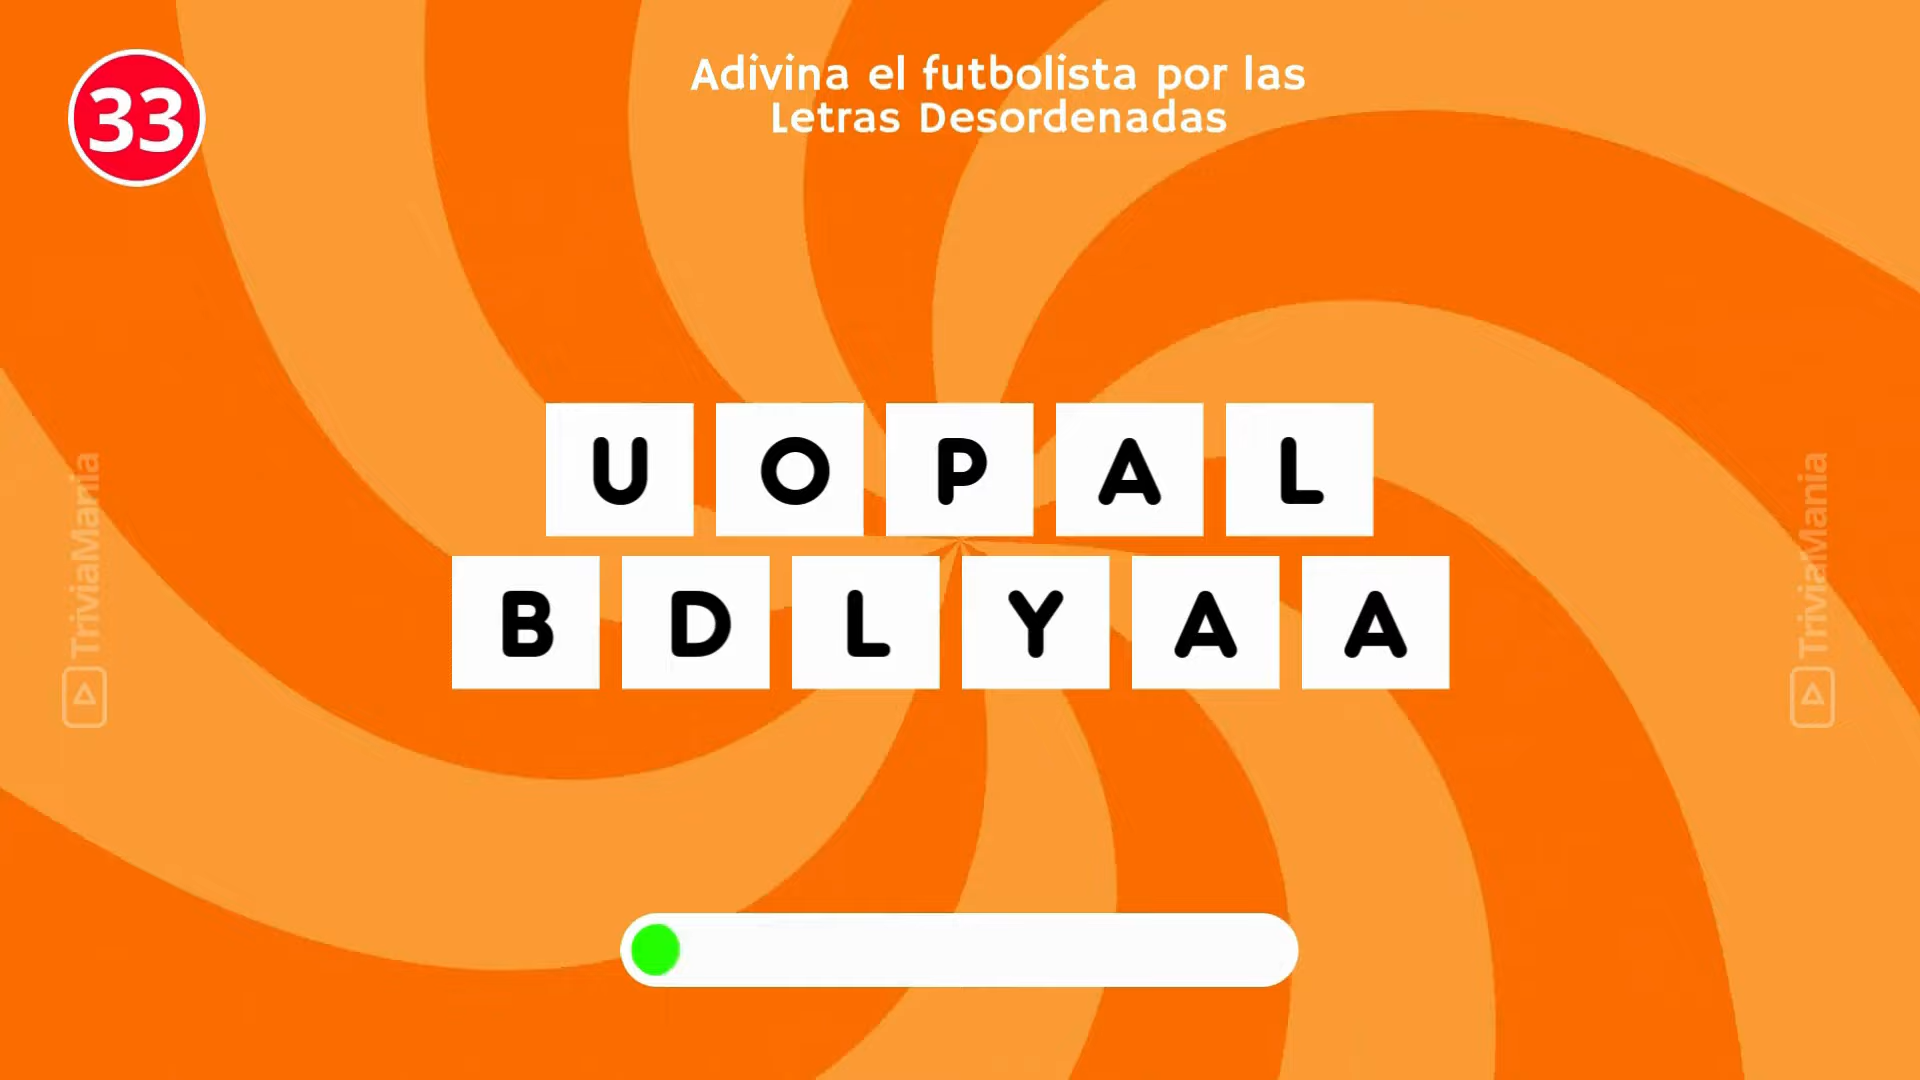 33
Adivina el futbolista por las
Letras Desordenadas
U O P A L
B D L Y A A
TriviaMania
TriviaMania